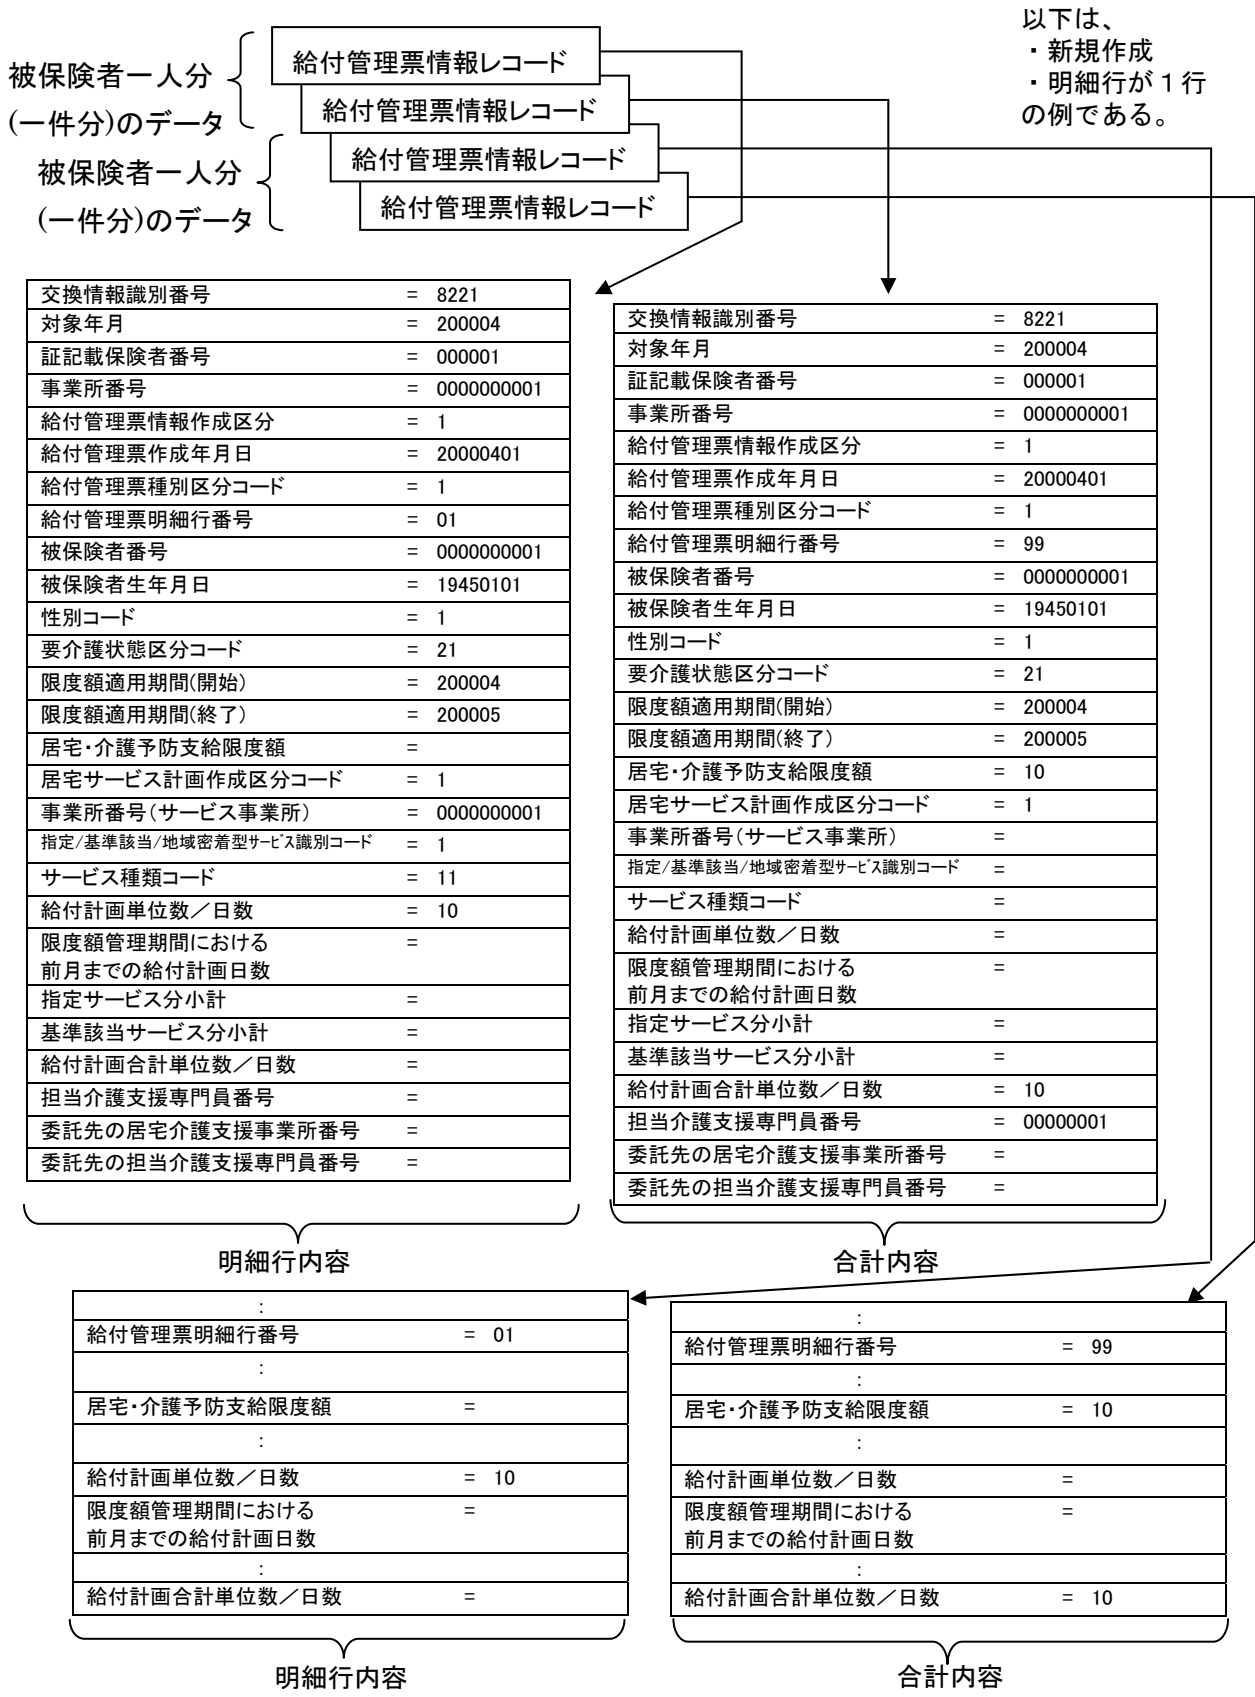 以下は、
・新規作成
・明細行が１行
の例である。
被保険者一人分
(一件分)のデータ
被保険者一人分
(一件分)のデータ
給付管理票情報レコード
給付管理票情報レコード
給付管理票情報レコード
給付管理票情報レコード
交換情報識別番号 = 8221
対象年月 = 200004
証記載保険者番号 = 000001
事業所番号 = 0000000001
給付管理票情報作成区分 = 1
給付管理票作成年月日 = 20000401
給付管理票種別区分コード = 1
給付管理票明細行番号 = 01
被保険者番号 = 0000000001
被保険者生年月日 = 19450101
性別コード = 1
要介護状態区分コード = 21
限度額適用期間(開始) = 200004
限度額適用期間(終了) = 200005
居宅・介護予防支給限度額 =
居宅サービス計画作成区分コード = 1
事業所番号(サービス事業所) = 0000000001
指定/基準該当/地域密着型ｻｰﾋﾞｽ識別コード = 1
サービス種類コード = 11
給付計画単位数／日数 = 10
限度額管理期間における =
前月までの給付計画日数
指定サービス分小計 =
基準該当サービス分小計 =
給付計画合計単位数／日数 =
担当介護支援専門員番号 =
委託先の居宅介護支援事業所番号 =
委託先の担当介護支援専門員番号 =
明細行内容
交換情報識別番号 = 8221
対象年月 = 200004
証記載保険者番号 = 000001
事業所番号 = 0000000001
給付管理票情報作成区分 = 1
給付管理票作成年月日 = 20000401
給付管理票種別区分コード = 1
給付管理票明細行番号 = 99
被保険者番号 = 0000000001
被保険者生年月日 = 19450101
性別コード = 1
要介護状態区分コード = 21
限度額適用期間(開始) = 200004
限度額適用期間(終了) = 200005
居宅・介護予防支給限度額 = 10
居宅サービス計画作成区分コード = 1
事業所番号(サービス事業所) =
指定/基準該当/地域密着型ｻｰﾋﾞｽ識別コード =
サービス種類コード =
給付計画単位数／日数 =
限度額管理期間における =
前月までの給付計画日数
指定サービス分小計 =
基準該当サービス分小計 =
給付計画合計単位数／日数 = 10
担当介護支援専門員番号 = 00000001
委託先の居宅介護支援事業所番号 =
委託先の担当介護支援専門員番号 =
合計内容
:
給付管理票明細行番号 = 01
:
居宅・介護予防支給限度額 =
:
給付計画単位数／日数 = 10
限度額管理期間における =
前月までの給付計画日数
:
給付計画合計単位数／日数 =
明細行内容
:
給付管理票明細行番号 = 99
:
居宅・介護予防支給限度額 = 10
:
給付計画単位数／日数 =
限度額管理期間における =
前月までの給付計画日数
:
給付計画合計単位数／日数 = 10
合計内容